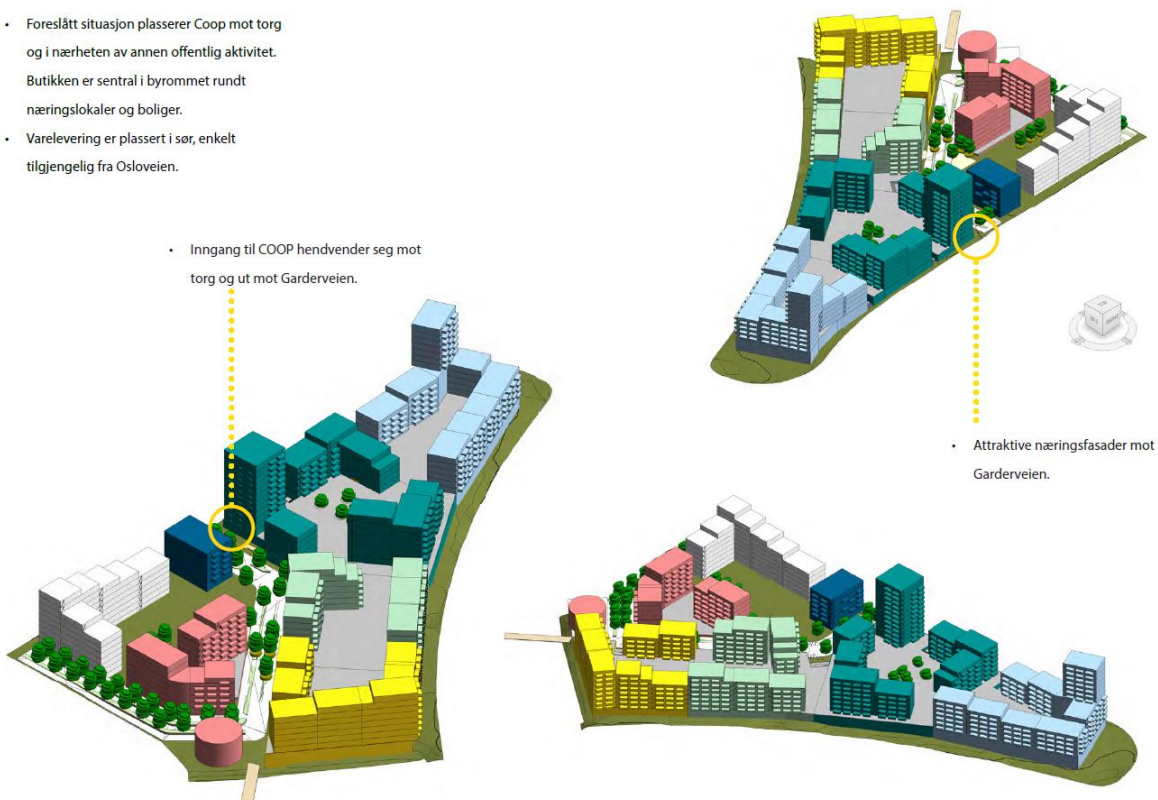 • Foreslått situasjon plasserer Coop mot torg
og i nærheten av annen offentlig aktivitet.
Butikken er sentral i byrommet rundt
næringslokaler og boliger.
• Varelevering er plassert i sør, enkelt
tilgjengelig fra Osloveien.
• Inngang til COOP hendvender seg mot
torg og ut mot Garderveien.
• Attraktive næringsfasader mot
Garderveien.